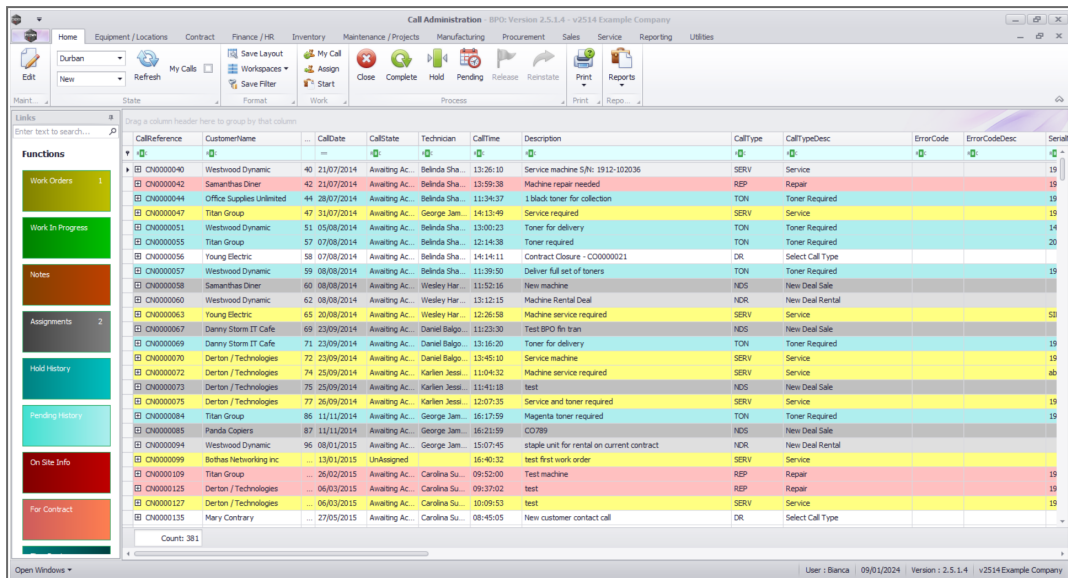 Call Administration - BPO: Version 2.5.1.4 - v2514 Example Company
Home Equipment / Locations Contract Finance / HR Inventory Maintenance / Projects Manufacturing Procurement Sales Service Reporting Utilities
Edit
Durban
New
Refresh
My Calls
Save Layout
Workspaces
Save Filter
My Call
Assign
Start
Close Complete Hold Pending Release Reinstate
Print
Reports
Maint... State Format Work Process Print Repo...
Links
Enter text to search...
Functions
Work Orders 1
Work In Progress
Notes
Assignments 2
Hold History
Pending History
On Site Info
For Contract
Drag a column header here to group by that column
CallReference CustomerName ... CallDate CallState Technician CallTime Description CallType CallTypeDesc ErrorCode ErrorCodeDesc
CN0000040 Westwood Dynamic 40 21/07/2014 Awaiting Ac... Belinda Sha... 13:26:10 Service machine S/N: 1912-102036 SERV Service 19
CN0000042 Samanthas Diner 42 21/07/2014 Awaiting Ac... Belinda Sha... 13:59:38 Machine repair needed REP Repair 19
CN0000044 Office Supplies Unlimited 44 28/07/2014 Awaiting Ac... Belinda Sha... 11:34:37 1 black toner for collection TON Toner Required 19
CN0000047 Titan Group 47 31/07/2014 Awaiting Ac... George Jam... 14:13:49 Service required SERV Service 19
CN0000051 Westwood Dynamic 51 05/08/2014 Awaiting Ac... Belinda Sha... 13:00:23 Toner for delivery TON Toner Required 14
CN0000055 Titan Group 57 07/08/2014 Awaiting Ac... Belinda Sha... 12:14:38 Toner required TON Toner Required 20
CN0000056 Young Electric 58 07/08/2014 Awaiting Ac... Belinda Sha... 14:14:11 Contract Closure - CO0000021 DR Select Call Type
CN0000057 Westwood Dynamic 59 08/08/2014 Awaiting Ac... Belinda Sha... 11:39:50 Deliver full set of toners TON Toner Required 19
CN0000058 Samanthas Diner 60 08/08/2014 Awaiting Ac... Wesley Har... 11:52:16 New machine NDS New Deal Sale
CN0000060 Westwood Dynamic 62 08/08/2014 Awaiting Ac... Wesley Har... 13:12:15 Machine Rental Deal NDR New Deal Rental
CN0000063 Young Electric 65 20/08/2014 Awaiting Ac... Wesley Har... 12:26:58 Machine service required SERV Service
CN0000067 Danny Storm IT Cafe 69 23/09/2014 Awaiting Ac... Daniel Balgo... 11:23:30 Test BPO fin tran NDS New Deal Sale
CN0000069 Danny Storm IT Cafe 71 23/09/2014 Awaiting Ac... Daniel Balgo... 13:16:20 Toner for delivery TON Toner Required 19
CN0000070 Derton / Technologies 72 23/09/2014 Awaiting Ac... Daniel Balgo... 13:45:10 Service machine SERV Service 19
CN0000072 Derton / Technologies 74 25/09/2014 Awaiting Ac... Karlien Jessi... 11:04:32 Machine service required SERV Service ab
CN0000073 Derton / Technologies 75 25/09/2014 Awaiting Ac... Karlien Jessi... 11:41:18 test NDS New Deal Sale
CN0000075 Derton / Technologies 77 26/09/2014 Awaiting Ac... Karlien Jessi... 12:07:35 Service and toner required SERV Service 19
CN0000084 Titan Group 86 11/11/2014 Awaiting Ac... George Jam... 16:17:59 Magenta toner required TON Toner Required 19
CN0000085 Panda Copiers 87 11/11/2014 Awaiting Ac... George Jam... 16:21:59 CO789 NDS New Deal Sale
CN0000094 Westwood Dynamic 96 08/01/2015 Awaiting Ac... George Jam... 15:07:45 staple unit for rental on current contract NDR New Deal Rental
CN0000099 Bothas Networking inc ... 13/01/2015 UnAssigned 16:40:32 test first work order SERV Service
CN0000109 Titan Group ... 26/02/2015 Awaiting Ac... Carolina Su... 09:52:00 Test machine REP Repair 19
CN0000125 Derton / Technologies ... 06/03/2015 Awaiting Ac... Carolina Su... 09:37:02 test REP Repair 19
CN0000127 Derton / Technologies ... 06/03/2015 Awaiting Ac... Carolina Su... 10:09:53 test SERV Service 19
CN0000135 Mary Contrary ... 27/05/2015 Awaiting Ac... Carolina Su... 08:45:05 New customer contact call DR Select Call Type
Count: 381
Open Windows User : Bianca 09/01/2024 Version : 2.5.1.4 v2514 Example Company